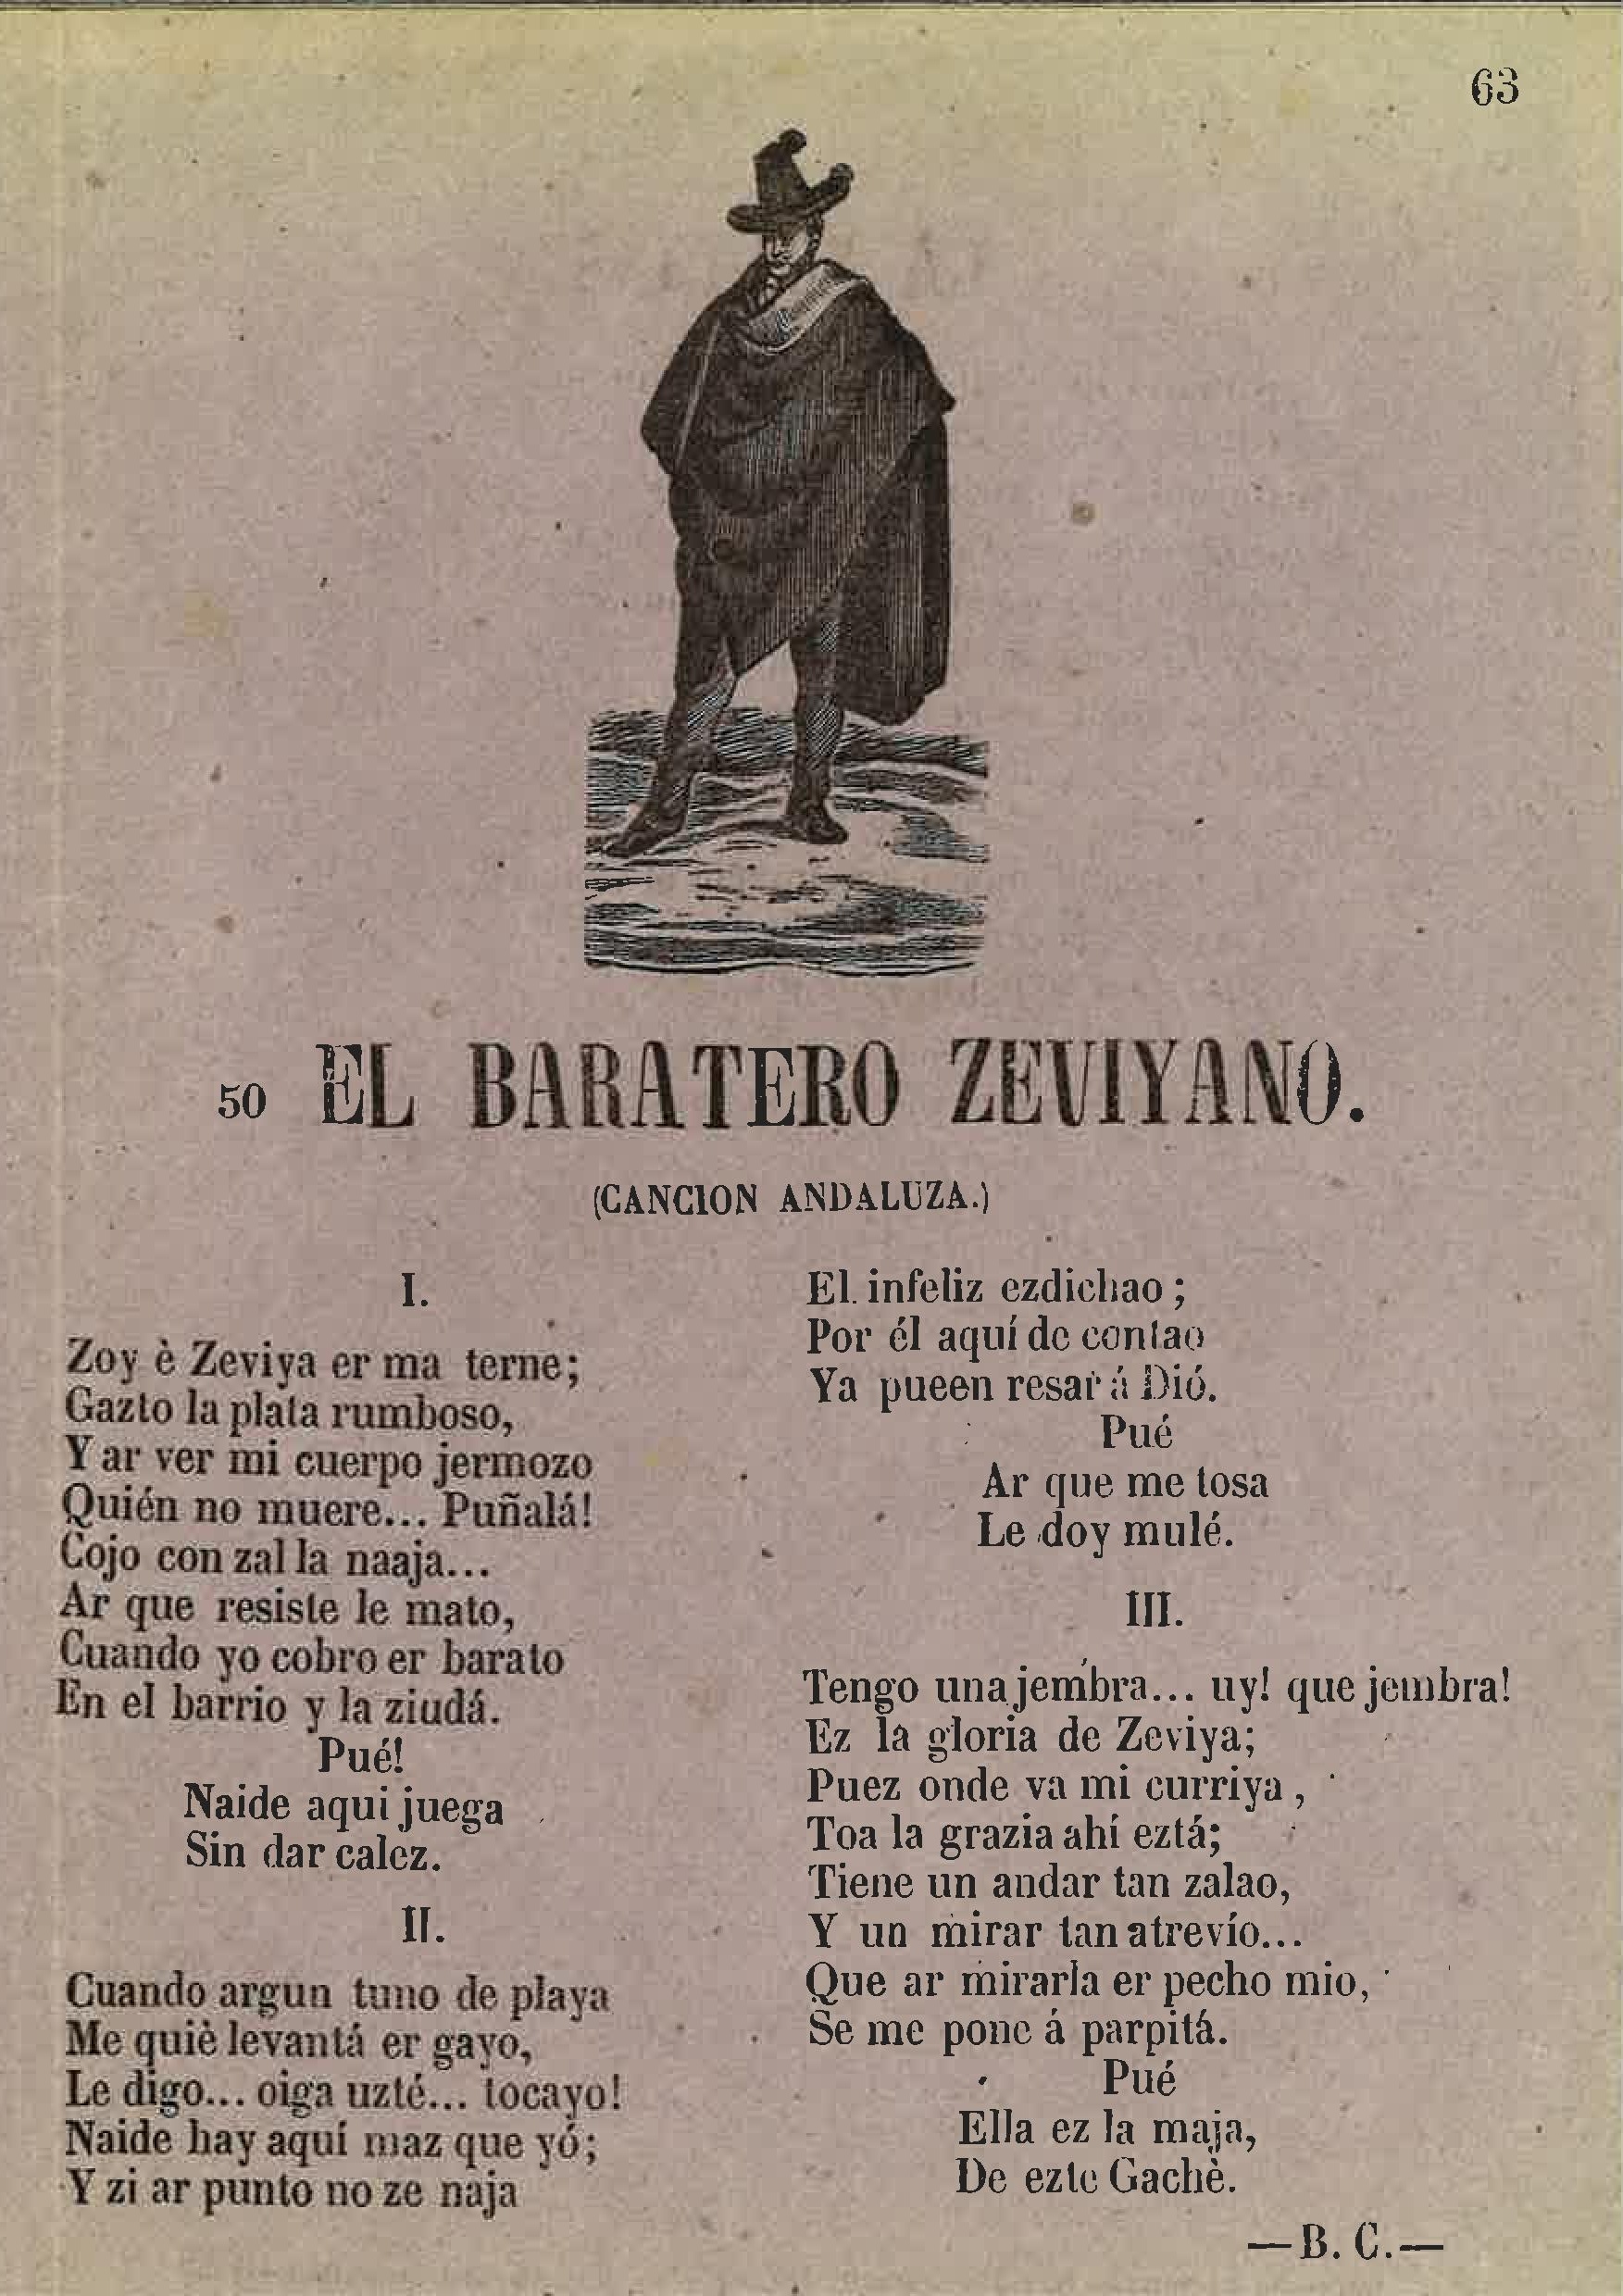 63
50 EL BARATERO ZEVIYANO.
(CANCION ANDALUZA.)
I.
Zoy è Zeviya er ma terne;
Gazto la plata rumboso,
Y ar ver mi cuerpo jermozo
Quién no muere... Puñalá!
Cojo con zal la naaja...
Ar que resiste le mato,
Cuando yo cobro er barato
En el barrio y la ziudá.
Pué!
Naide aqui juega
Sin dar calez.
II.
Cuando argun tuno de playa
Me quiè levantá er gayo,
Le digo... oiga uzté... tocayo!
Naide hay aquí maz que yó;
Y zi ar punto no ze naja
El infeliz ezdichao;
Por él aquí de contao
Ya pueen resar á Dió.
Pué
Ar que me tosa
Le doy mulé.
III.
Tengo una jembra... uy! que jembra!
Ez la gloria de Zeviya;
Puez onde va mi curriya,
Toa la grazia ahí eztá;
Tiene un andar tan zalao,
Y un mirar tan atrevío...
Que ar mirarla er pecho mio,
Se me pone á parpitá.
Pué
Ella ez la maja,
De ezte Gachè.
—B. C.—